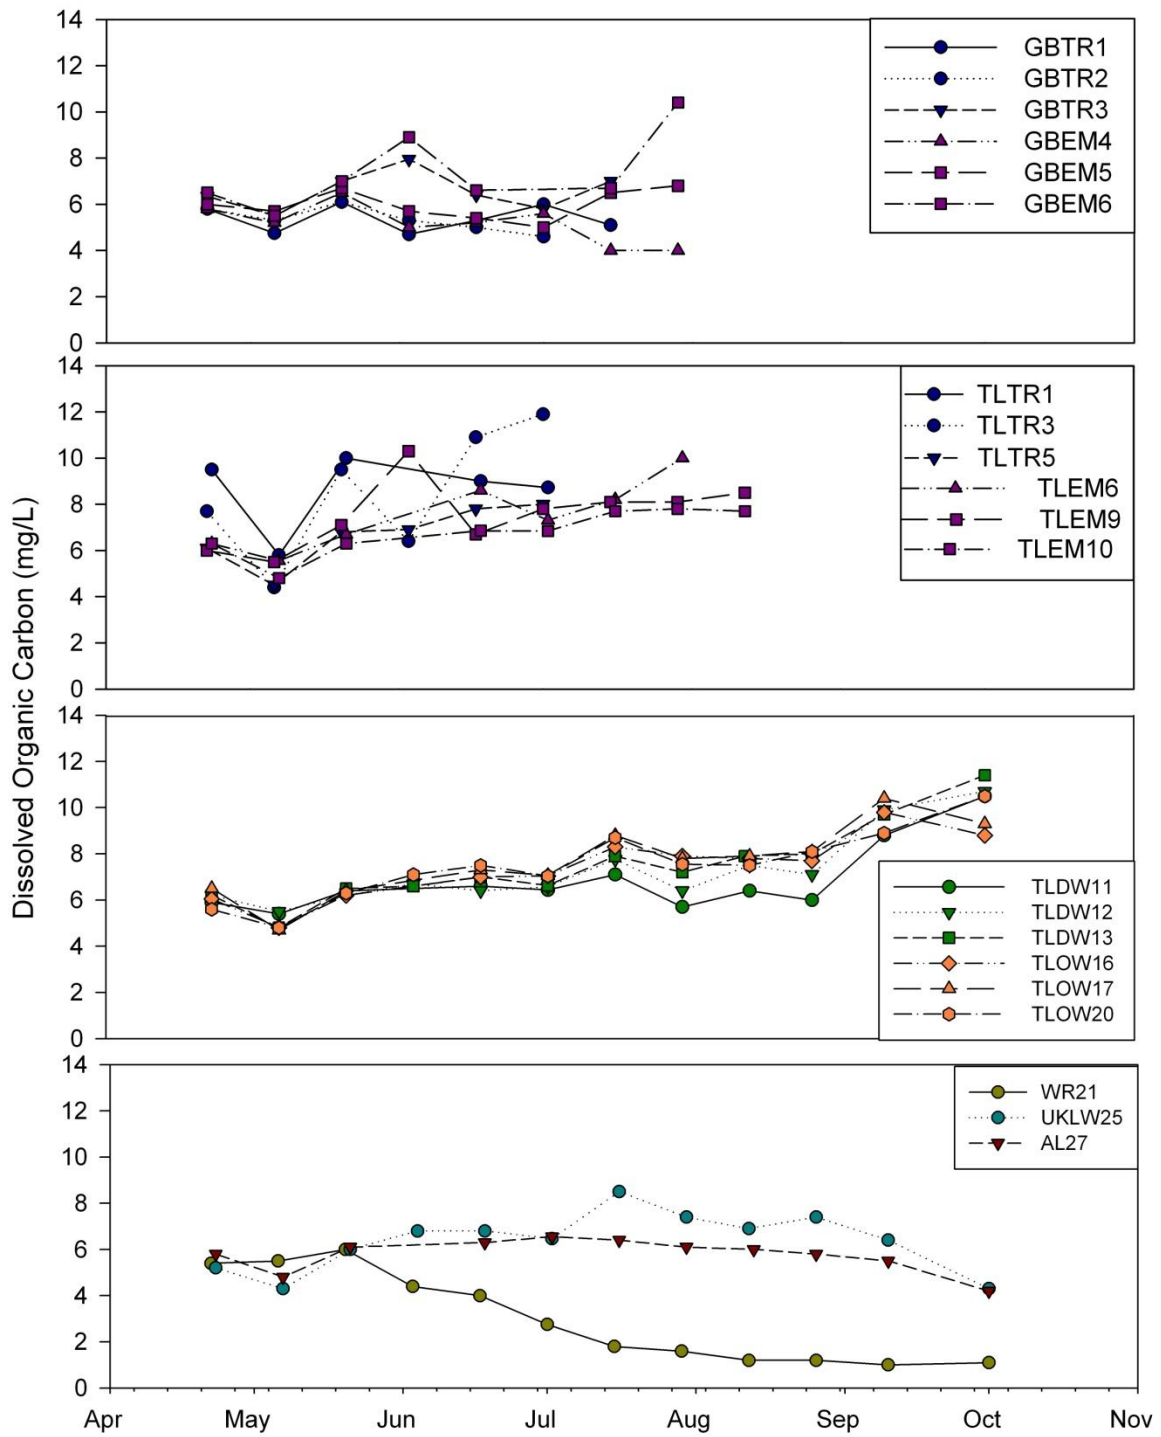 Dissolved Organic Carbon (mg/L)
14
12
10
8
6
4
2
0
GBTR1
GBTR2
GBTR3
GBEM4
GBEM5
GBEM6
14
12
10
8
6
4
2
0
TLTR1
TLTR3
TLTR5
TLEM6
TLEM9
TLEM10
14
12
10
8
6
4
2
0
TLDW11
TLDW12
TLDW13
TLOW16
TLOW17
TLOW20
14
12
10
8
6
4
2
0
WR21
UKLW25
AL27
Apr May Jun Jul Aug Sep Oct Nov